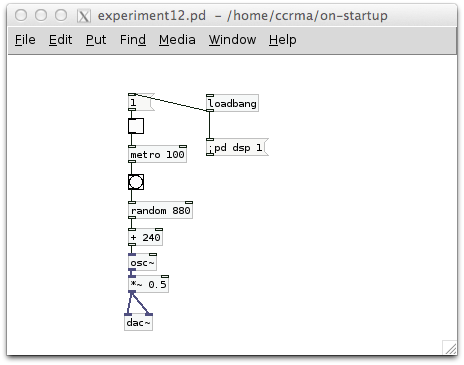 experiment12.pd - /home/ccrma/on-startup
File Edit Put Find Media Window Help
1
loadbang
;pd dsp 1
metro 100
random 880
+ 240
osc~
*~ 0.5
dac~